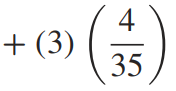 + (3) (4/35)